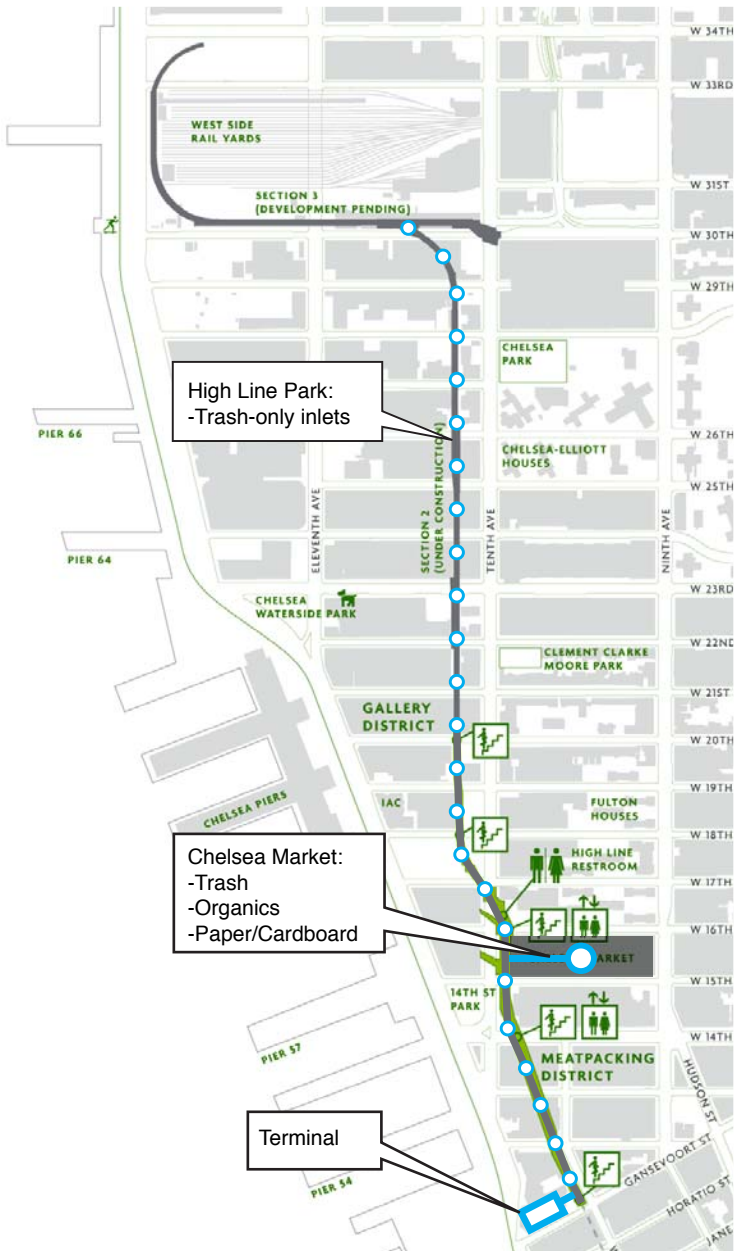 W 34TH
W 33RD
WEST SIDE
RAIL YARDS
W 31ST
SECTION 3
(DEVELOPMENT PENDING)
W 30TH
W 29TH
CHELSEA
PARK
High Line Park:
-Trash-only inlets
PIER 66
W 26TH
CHELSEA-ELLIOTT
HOUSES
W 25TH
ELEVENTH AVE
SECTION 2
(UNDER CONSTRUCTION)
TENTH AVE
NINTH AVE
PIER 64
W 23RD
CHELSEA
WATERSIDE PARK
W 22ND
CLEMENT CLARKE
MOORE PARK
W 21ST
GALLERY
DISTRICT
W 20TH
W 19TH
CHELSEA PIERS
IAC
FULTON
HOUSES
W 18TH
Chelsea Market:
-Trash
-Organics
-Paper/Cardboard
HIGH LINE
RESTROOM
W 17TH
W 16TH
ARKET
W 15TH
14TH ST
PARK
W 14TH
PIER 57
MEATPACKING
DISTRICT
HUDSON ST
Terminal
GANSEVOORT ST
PIER 54
HORATIO ST
JANE